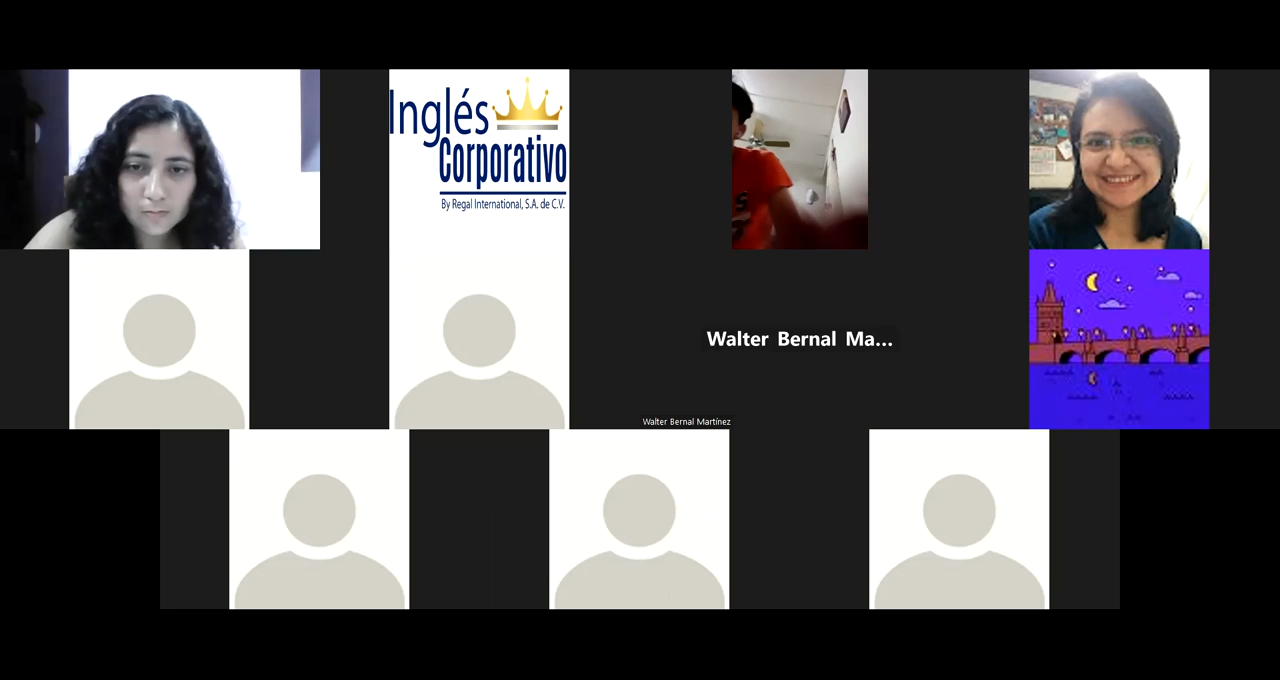 Inglés
Corporativo
By Regal International, S.A. de C.V.
Walter Bernal Ma...
Walter Bernal Martínez